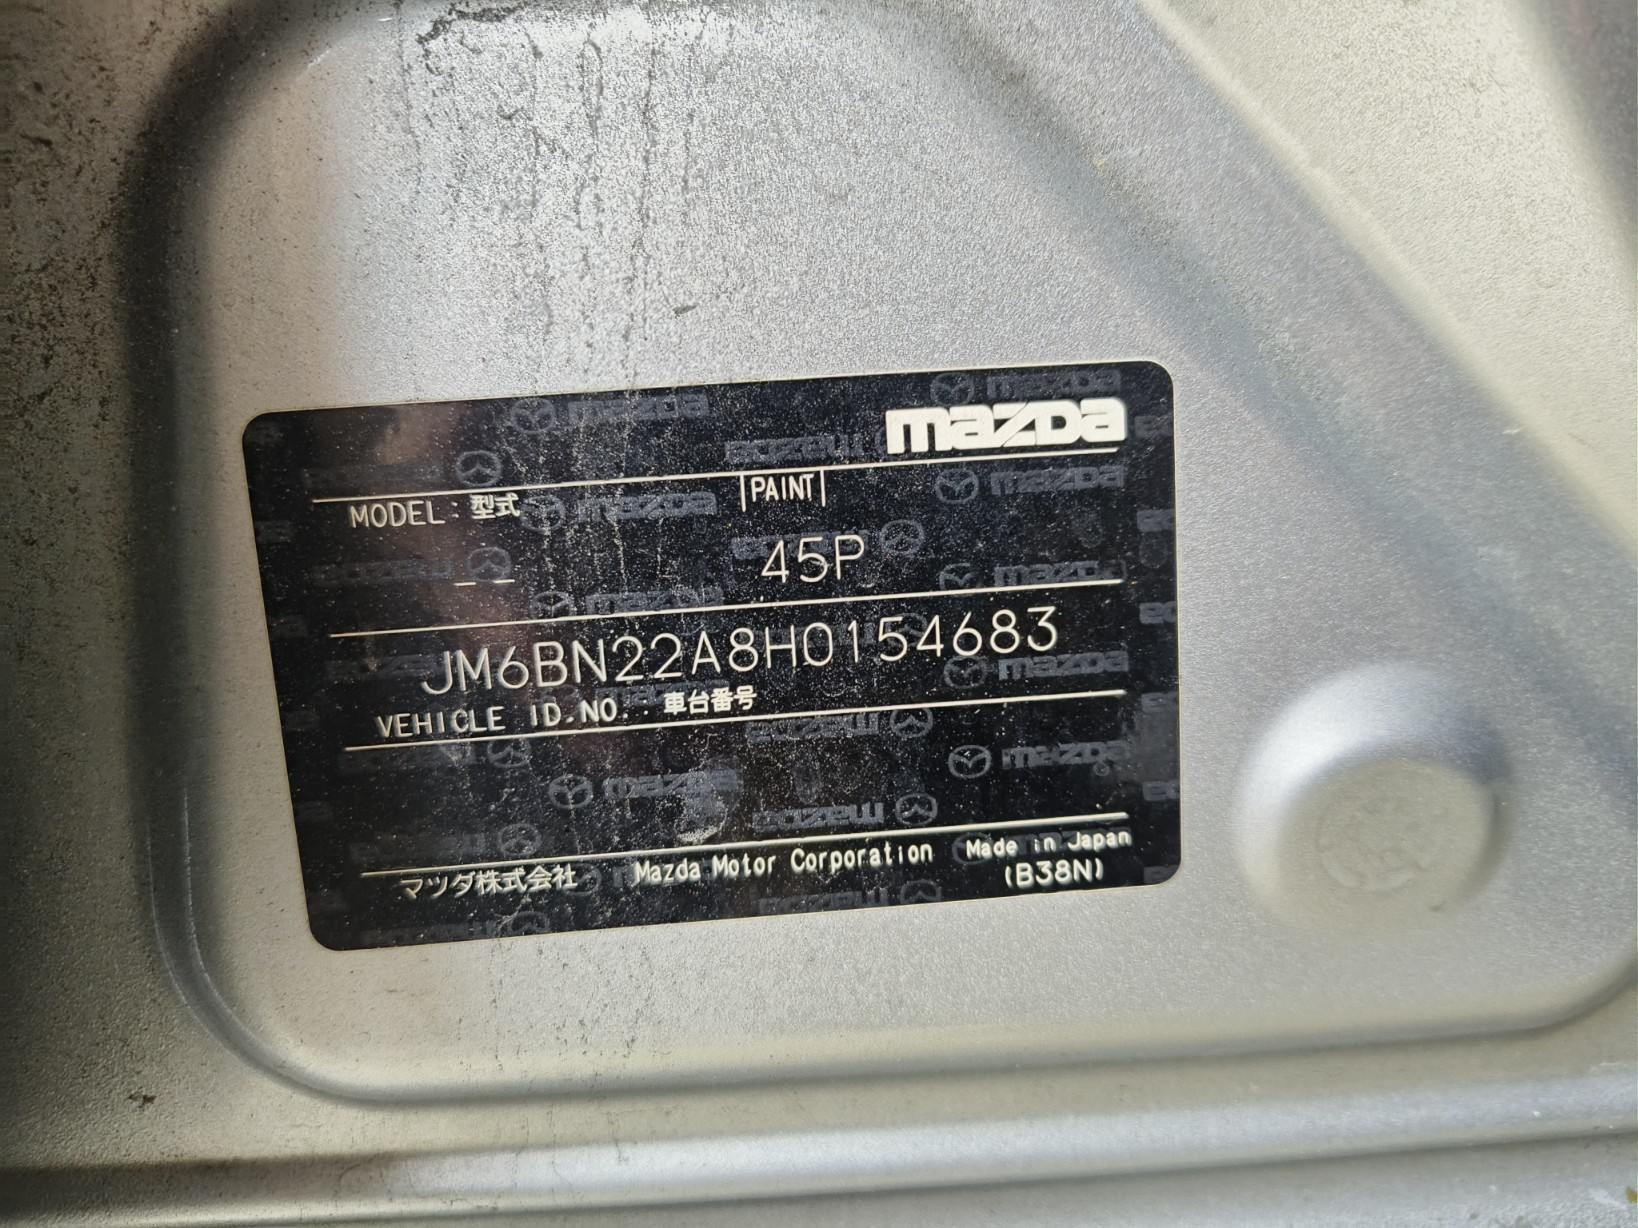 mazda
MODEL：型式 PAINT
_ _ 45P
JM6BN22A8H0154683
VEHICLE ID.NO.：車台番号
マツダ株式会社 Mazda Motor Corporation Made in Japan
(B38N)